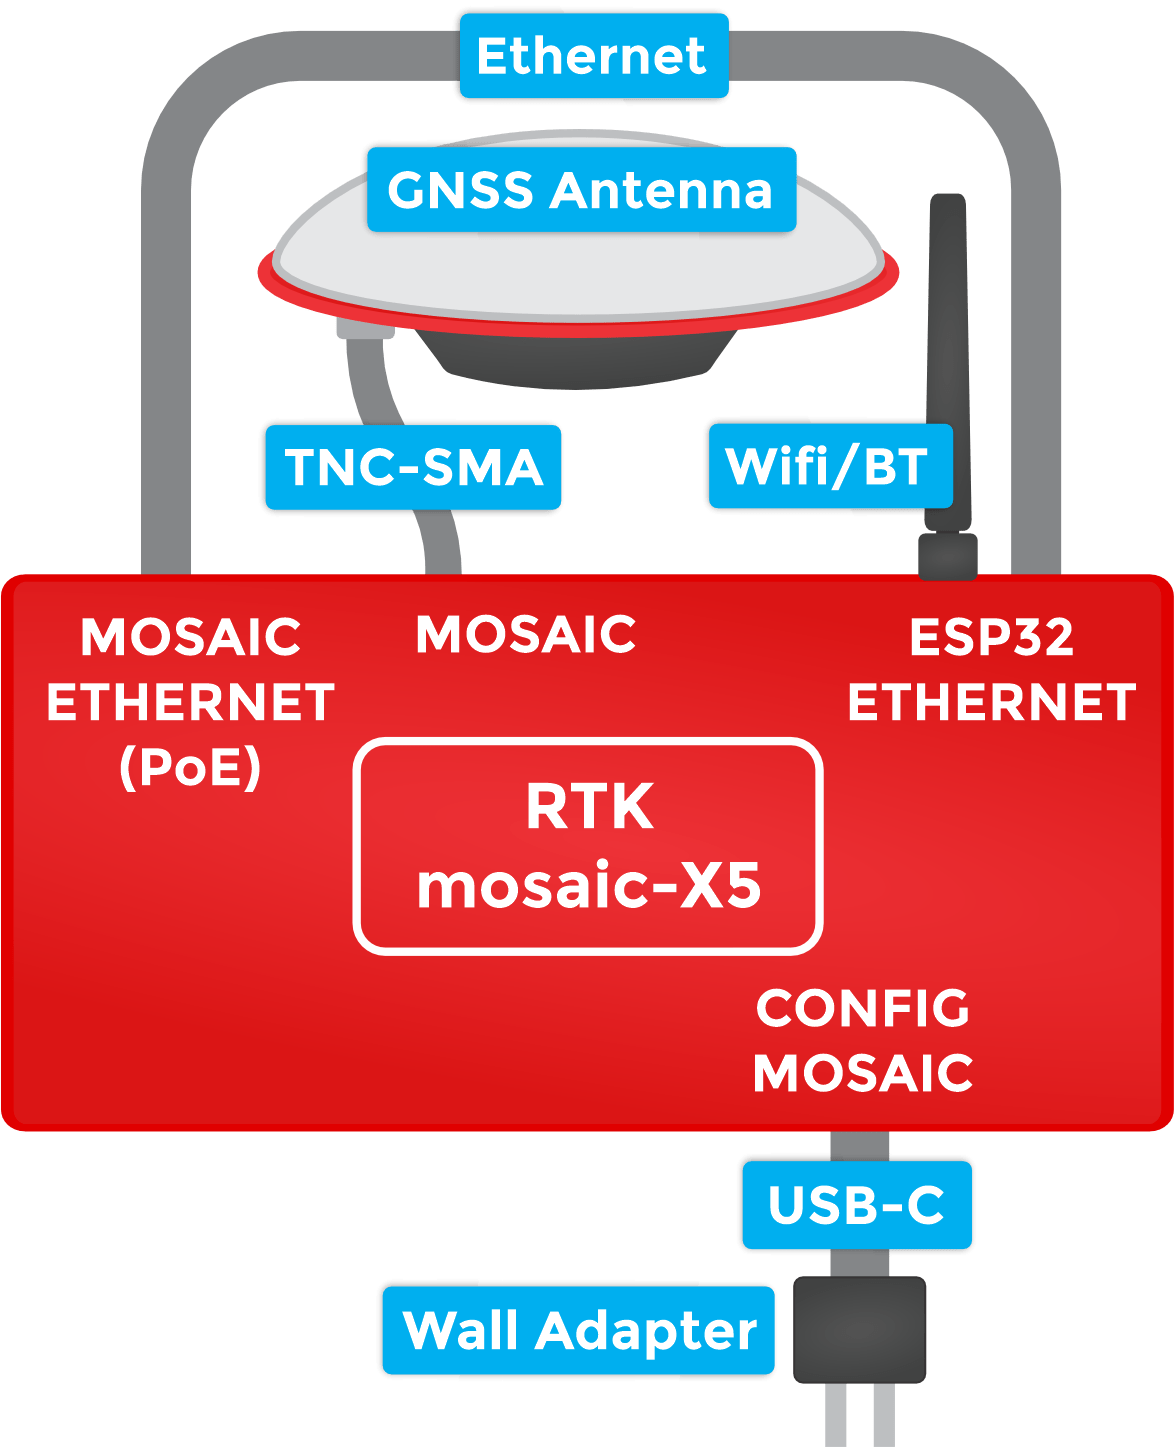 Ethernet
GNSS Antenna
TNC-SMA
Wifi/BT
MOSAIC
ETHERNET
(PoE)
MOSAIC
ESP32
ETHERNET
RTK
mosaic-X5
CONFIG
MOSAIC
USB-C
Wall Adapter